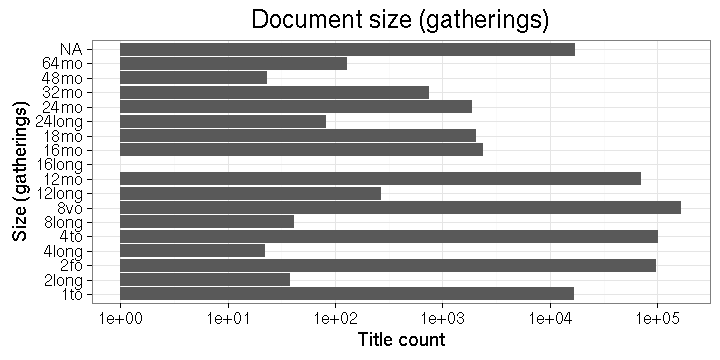 Document size (gatherings)
Size (gatherings)
NA
64mo
48mo
32mo
24mo
24long
18mo
16mo
16long
12mo
12long
8vo
8long
4to
4long
2fo
2long
1to
1e+00 1e+01 1e+02 1e+03 1e+04 1e+05
Title count